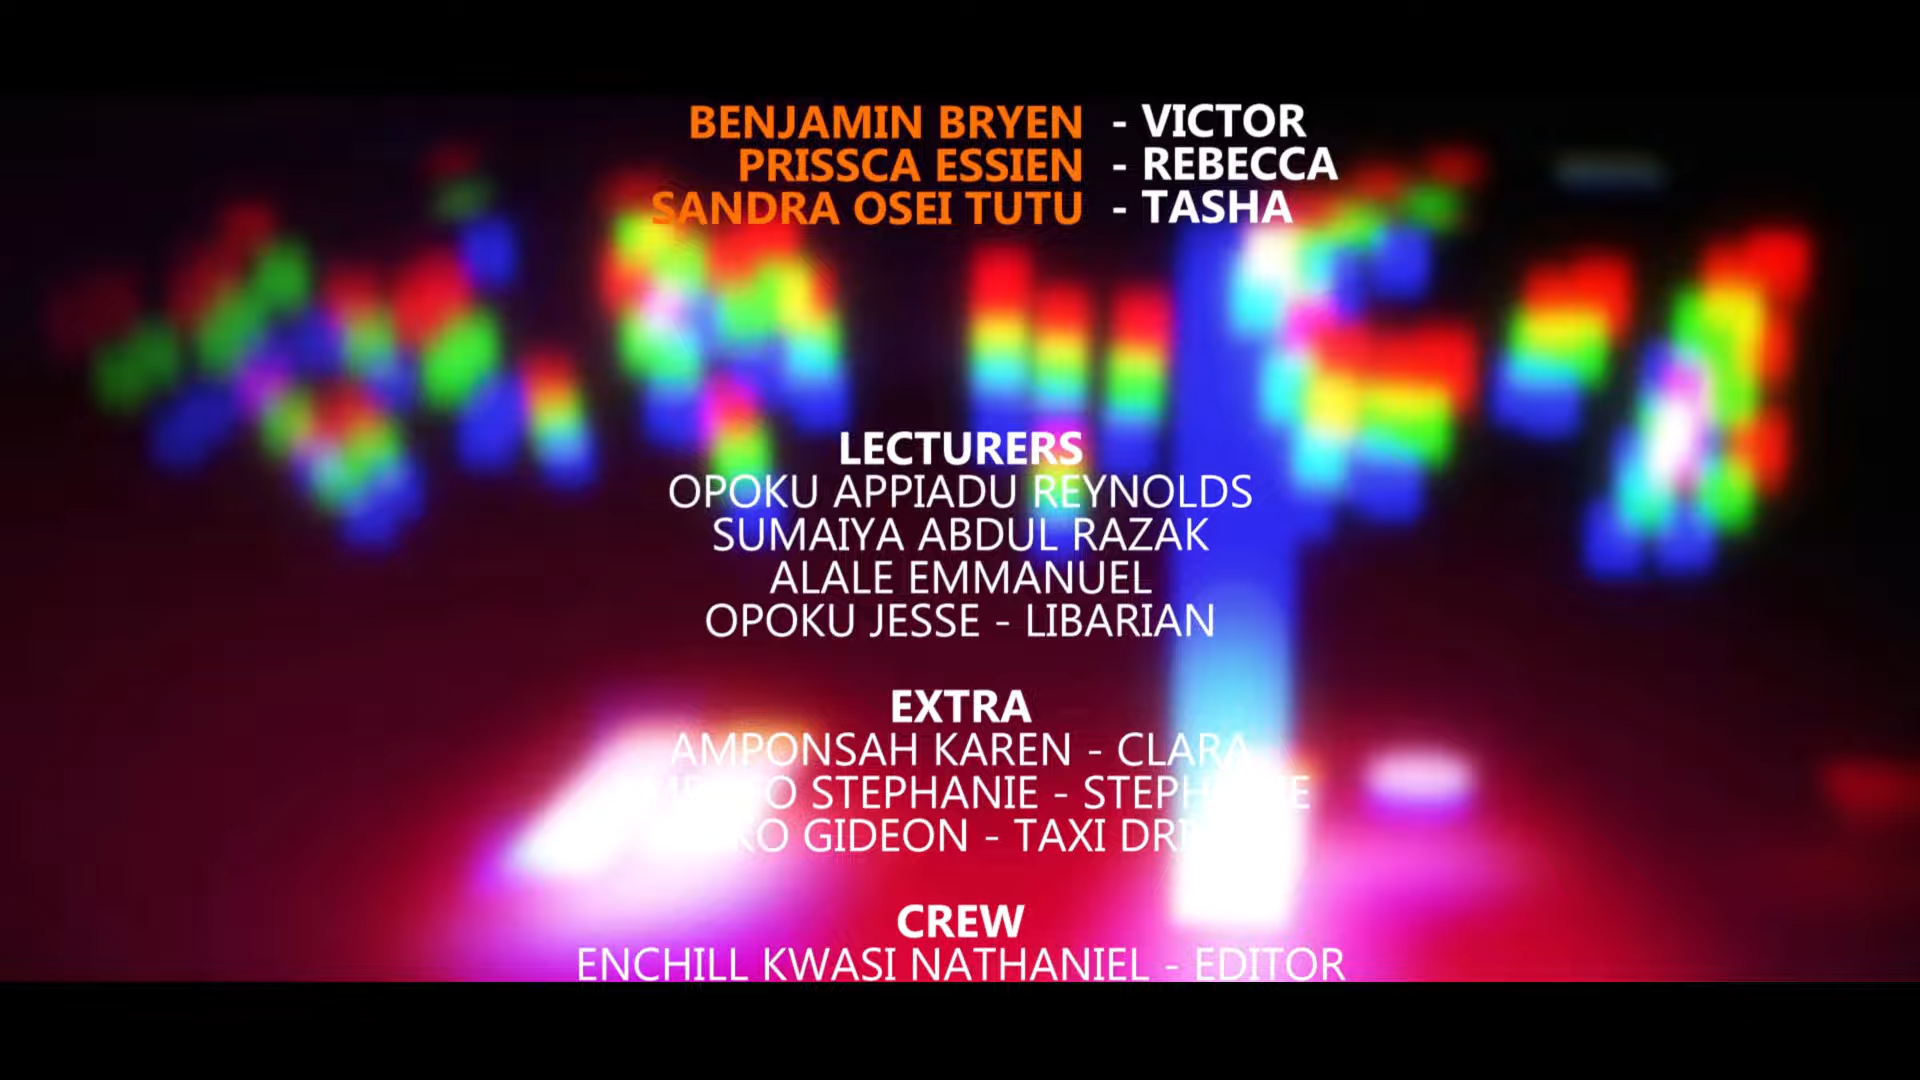 BENJAMIN BRYEN - VICTOR
PRISSCA ESSIEN - REBECCA
SANDRA OSEI TUTU - TASHA
LECTURERS
OPOKU APPIADU REYNOLDS
SUMAIYA ABDUL RAZAK
ALALE EMMANUEL
OPOKU JESSE - LIBARIAN
EXTRA
AMPONSAH KAREN - CLARA
STEPHANIE -
GIDEON - TAXI
CREW
ENCHILL KWASI NATHANIEL - EDITOR